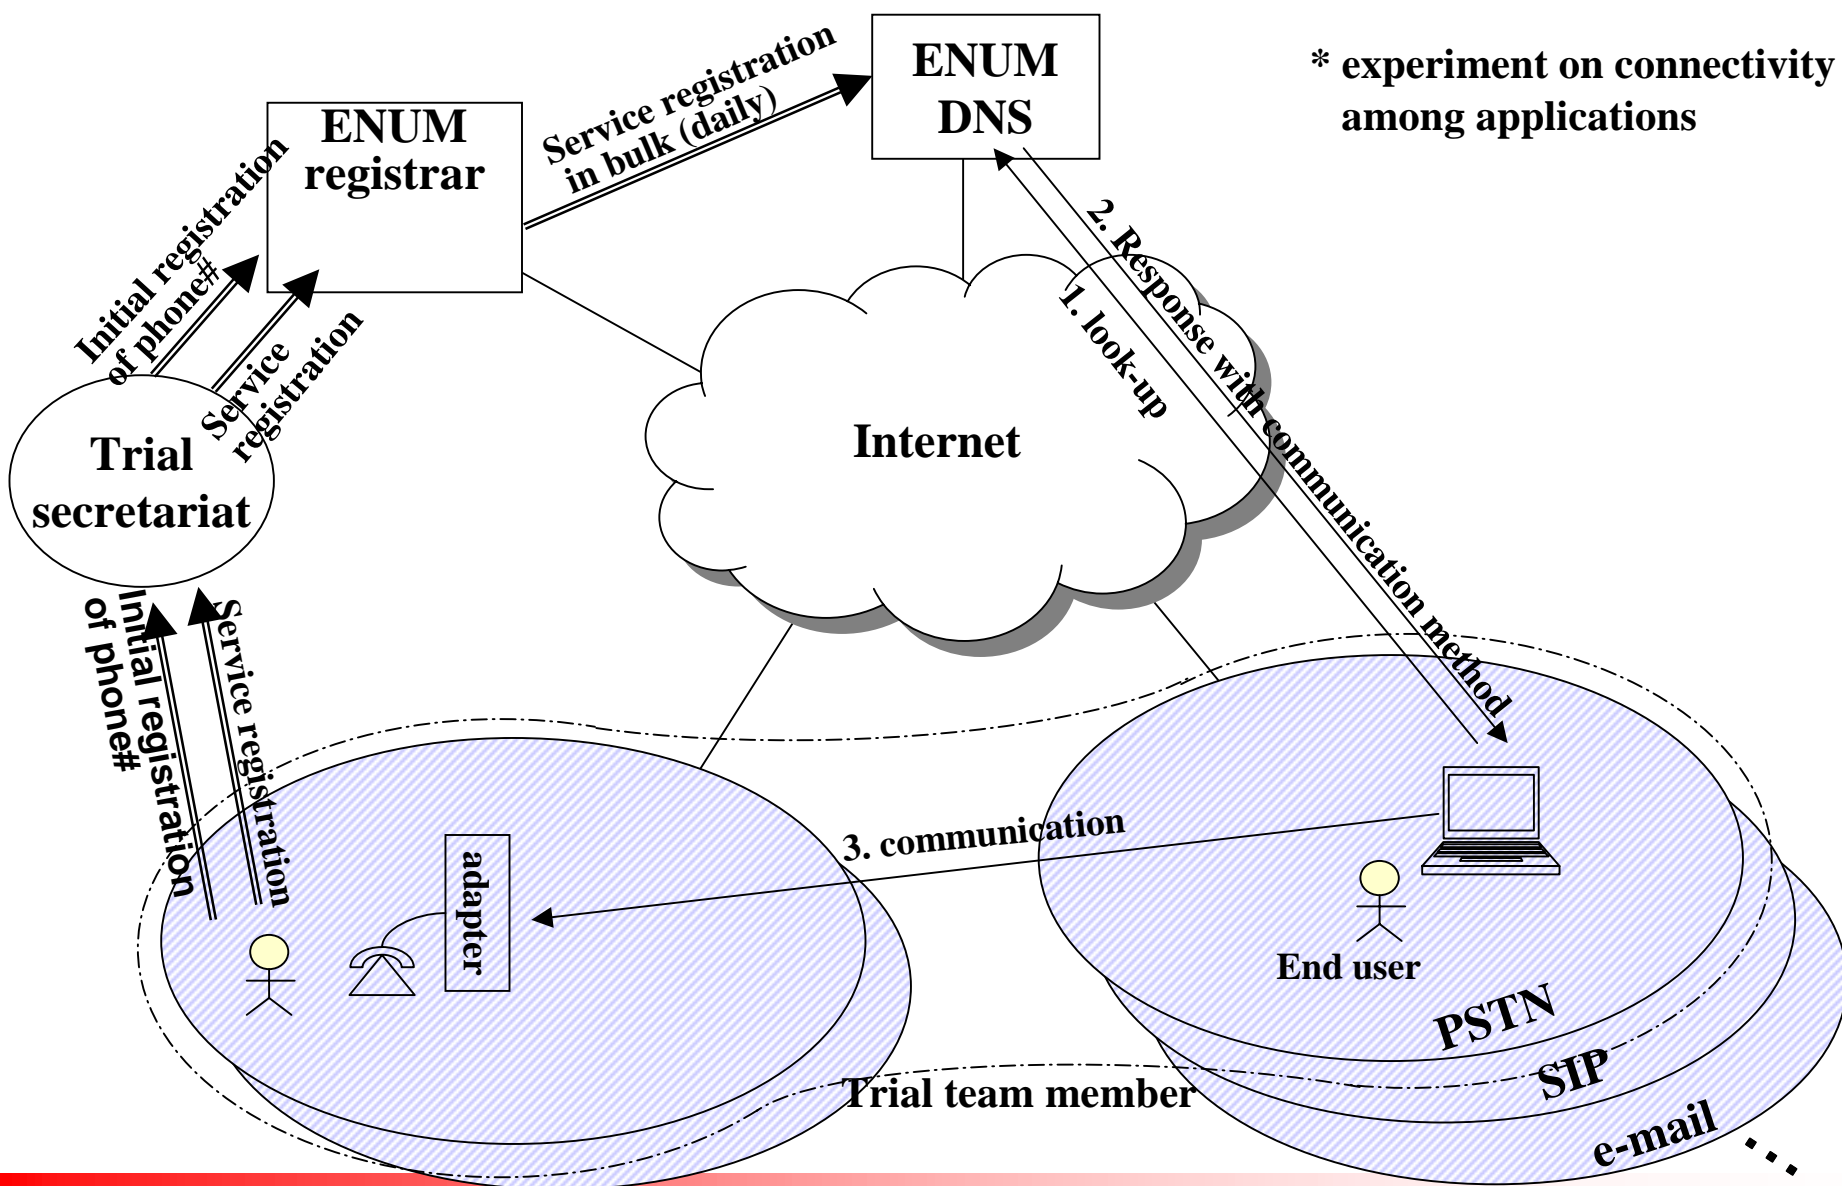 ENUM
DNS
* experiment on connectivity
among applications
Service registration
in bulk (daily)
ENUM
registrar
Initial registration
of phone#
Service
registration
2. Response with communication method
1. look-up
Internet
Trial
secretariat
Initial registration
of phone#
Service registration
3. communication
adapter
End user
PSTN
SIP
e-mail
...
Trial team member